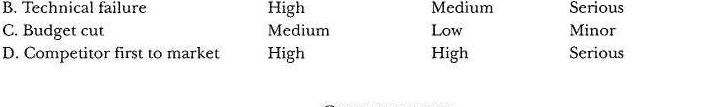 B. Technical failure High Medium Serious
C. Budget cut Medium Low Minor
D. Competitor first to market High High Serious